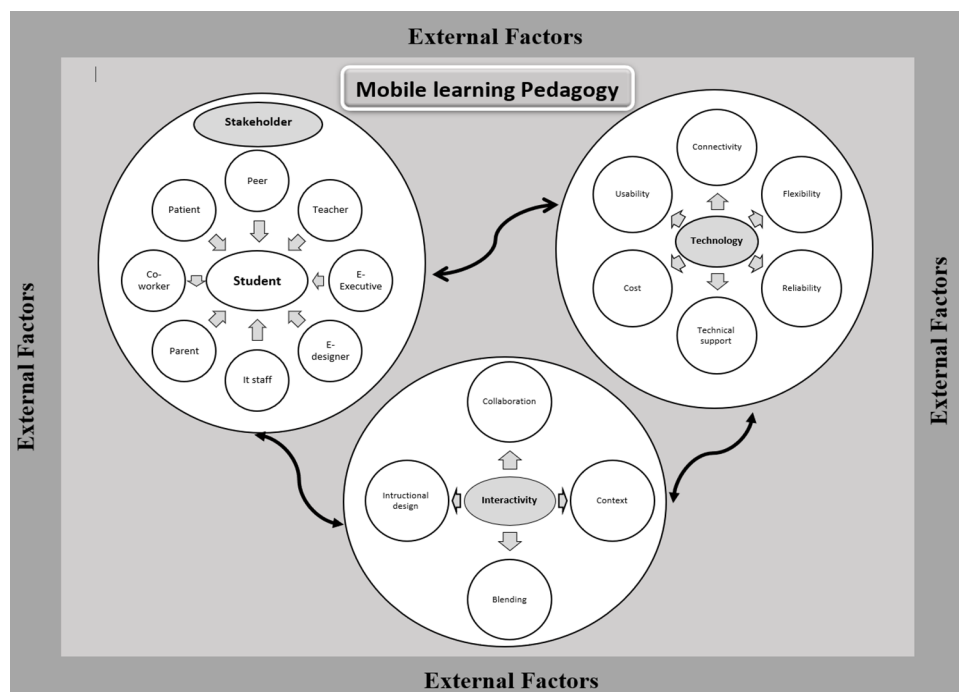 External Factors
Mobile learning Pedagogy
Stakeholder
Peer
Patient
Teacher
Co-
worker
Student
E-
Executive
Parent
It staff
E-
designer
Connectivity
Usability
Flexibility
Technology
Cost
Reliability
Technical
support
Collaboration
Intructional
design
Interactivity
Context
Blending
External Factors
External Factors
External Factors